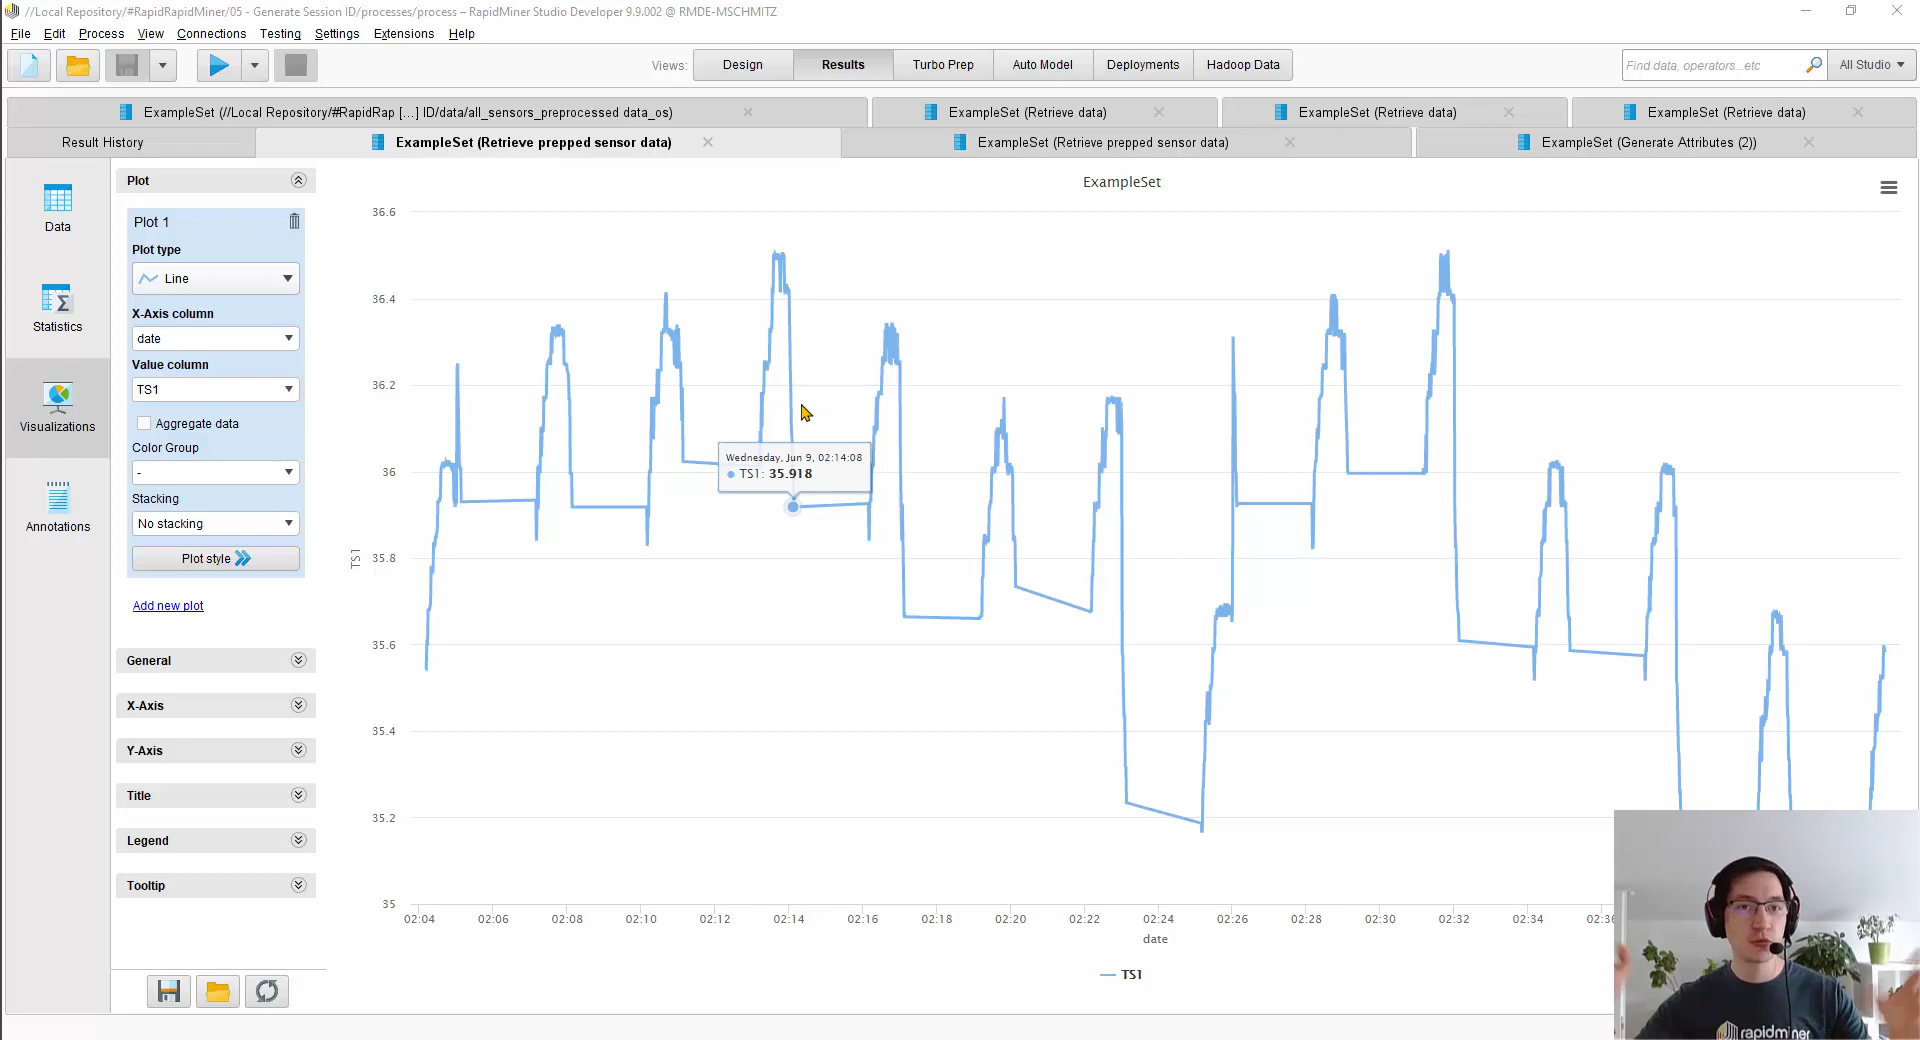 //Local Repository/#RapidRapidMiner/05 - Generate Session ID/processes/process – RapidMiner Studio Developer 9.9.002 @ RMDE-MSCHMITZ
File Edit Process View Connections Testing Settings Extensions Help
Views: Design Results Turbo Prep Auto Model Deployments Hadoop Data Find data, operators...etc All Studio
ExampleSet (//Local Repository/#RapidRap [...] ID/data/all_sensors_preprocessed data_os) ExampleSet (Retrieve data) ExampleSet (Retrieve data) ExampleSet (Retrieve data)
Result History ExampleSet (Retrieve prepped sensor data) ExampleSet (Retrieve prepped sensor data) ExampleSet (Generate Attributes (2))
Data
Statistics
Visualizations
Annotations
Plot
Plot 1
Plot type
Line
X-Axis column
date
Value column
TS1
Aggregate data
Color Group
-
Stacking
No stacking
Plot style
Add new plot
General
X-Axis
Y-Axis
Title
Legend
Tooltip
ExampleSet
36.6
36.4
36.2
36
35.8
35.6
35.4
35.2
35
TS1
Wednesday, Jun 9, 02:14:08
TS1: 35.918
02:04 02:06 02:08 02:10 02:12 02:14 02:16 02:18 02:20 02:22 02:24 02:26 02:28 02:30 02:32 02:34
date
TS1
rapidminer